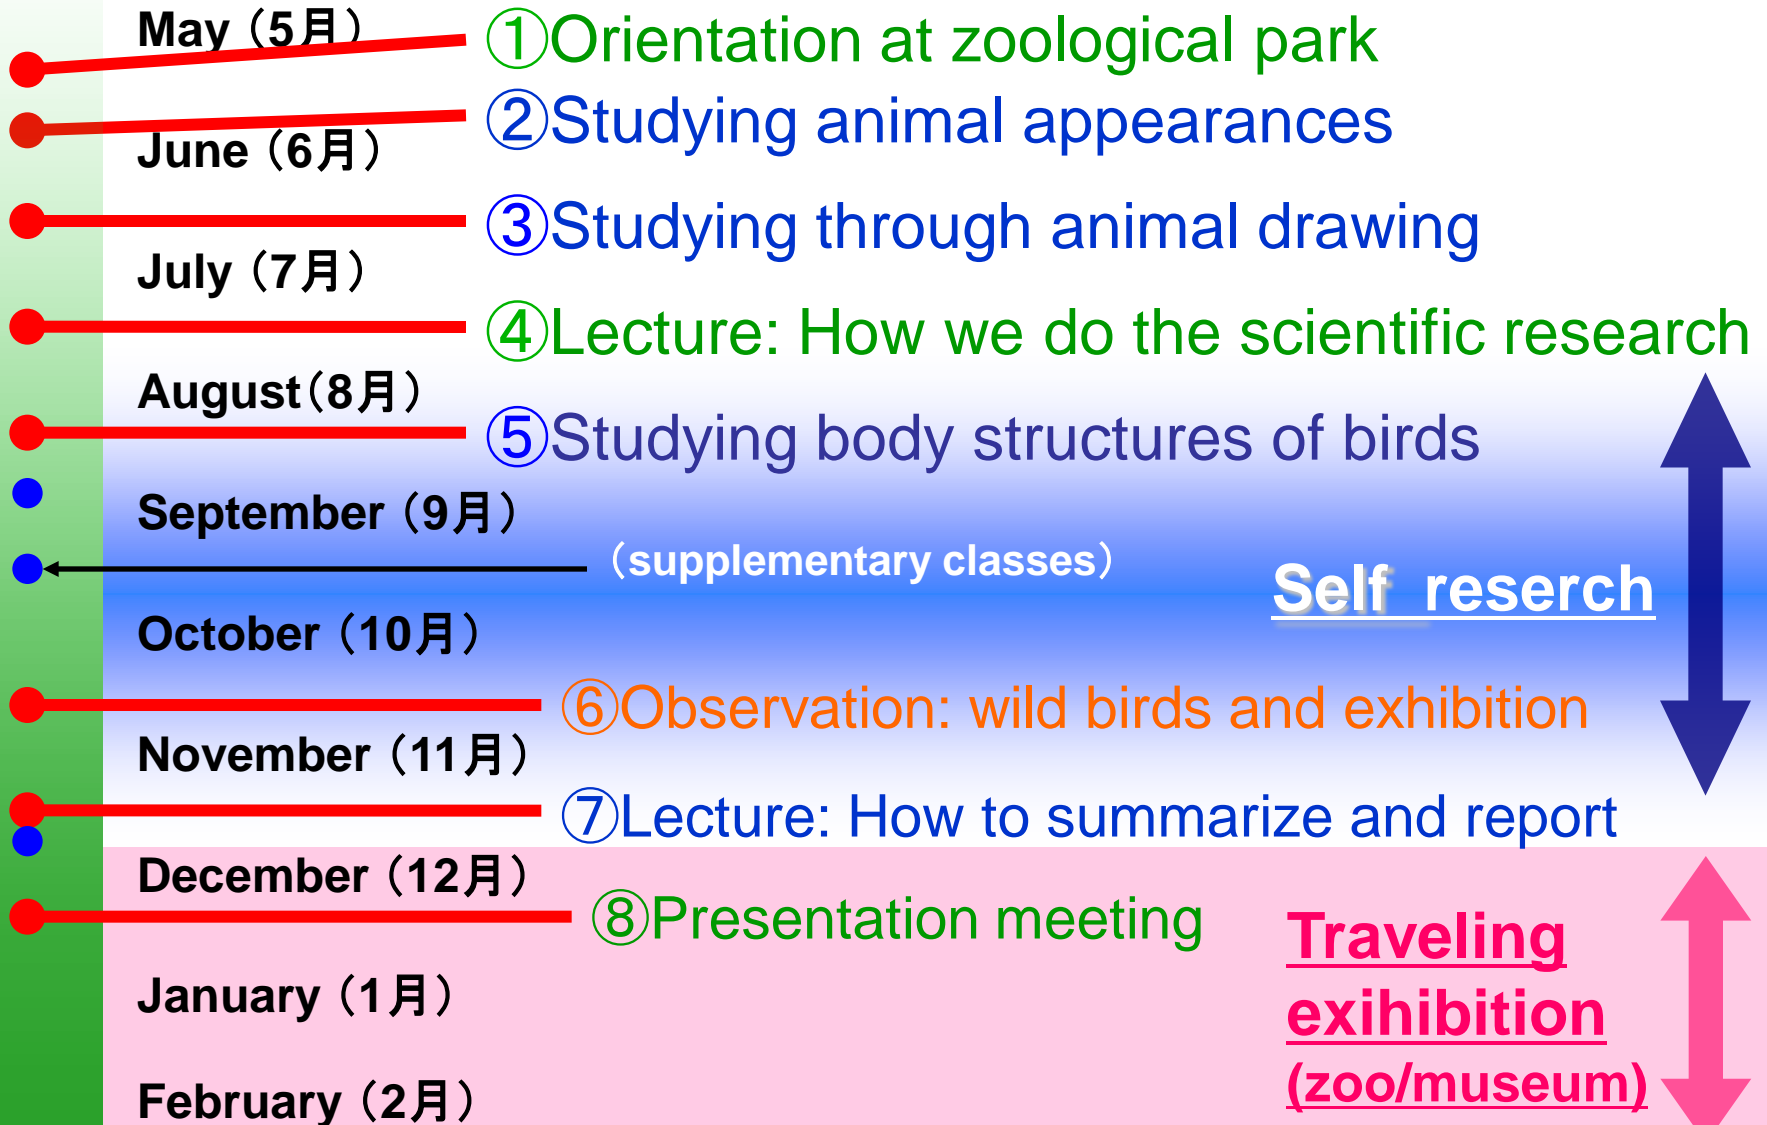 May（5月）
①Orientation at zoological park
②Studying animal appearances
June（6月）
③Studying through animal drawing
July（7月）
④Lecture: How we do the scientific research
August（8月）
⑤Studying body structures of birds
September（9月）
（supplementary classes）
Self reserch
October（10月）
⑥Observation: wild birds and exhibition
November（11月）
⑦Lecture: How to summarize and report
December（12月）
⑧Presentation meeting
Traveling
exihibition
(zoo/museum)
January（1月）
February（2月）